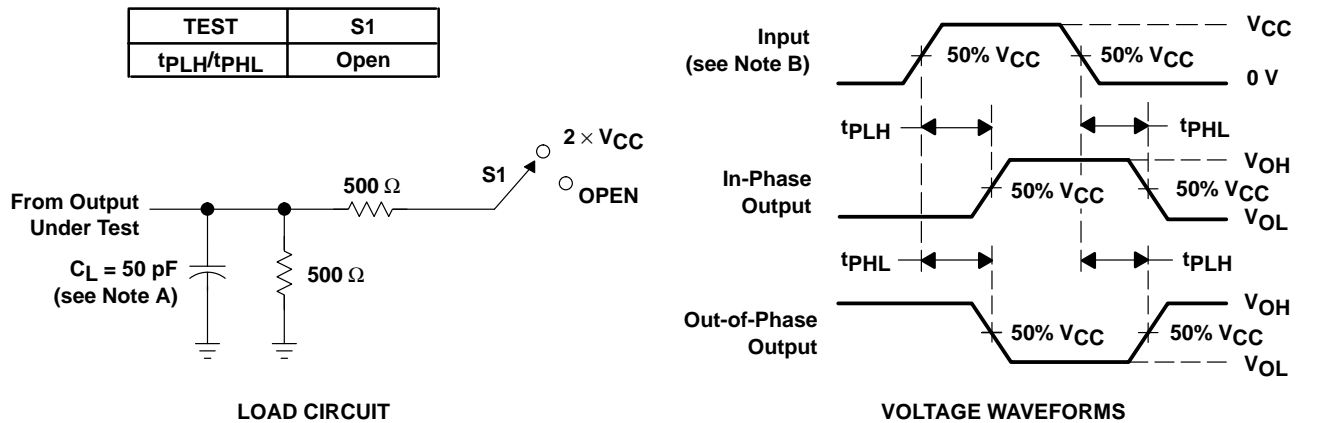 TEST S1
tPLH/tPHL Open
2 × VCC
S1
OPEN
500 Ω
From Output
Under Test
CL = 50 pF
(see Note A)
500 Ω
LOAD CIRCUIT
Input
(see Note B)
50% VCC
50% VCC
VCC
0 V
tPLH
tPHL
In-Phase
Output
50% VCC
50% VCC
VOH
VOL
tPHL
tPLH
Out-of-Phase
Output
50% VCC
50% VCC
VOH
VOL
VOLTAGE WAVEFORMS